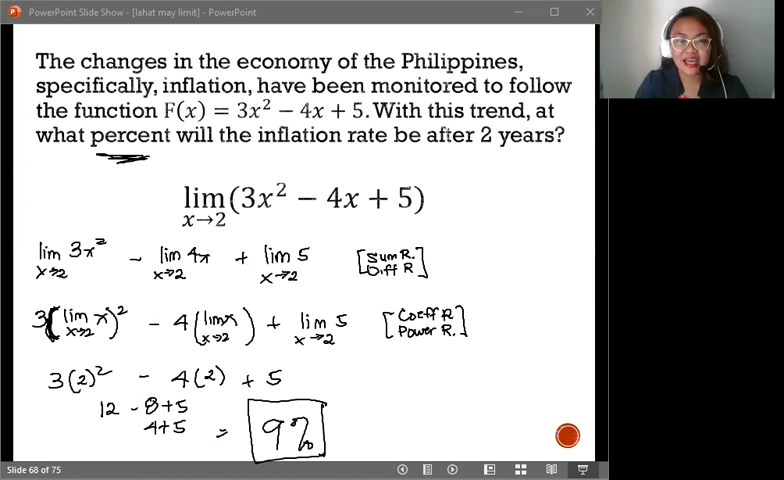 PowerPoint Slide Show - [lahat may limit] - PowerPoint
The changes in the economy of the Philippines,
specifically, inflation, have been monitored to follow
the function F(x) = 3x² − 4x + 5. With this trend, at
what percent will the inflation rate be after 2 years?
lim (3x² − 4x + 5)
x→2
lim 3x² − lim 4x + lim 5 [Sum R.
x→2 x→2 x→2 Diff R]
3(lim x)² − 4(lim x) + lim 5 [Coeff R
x→2 x→2 x→2 Power R.]
3(2)² − 4(2) + 5
12 − 8+5
4+5 = 9%
Slide 68 of 75